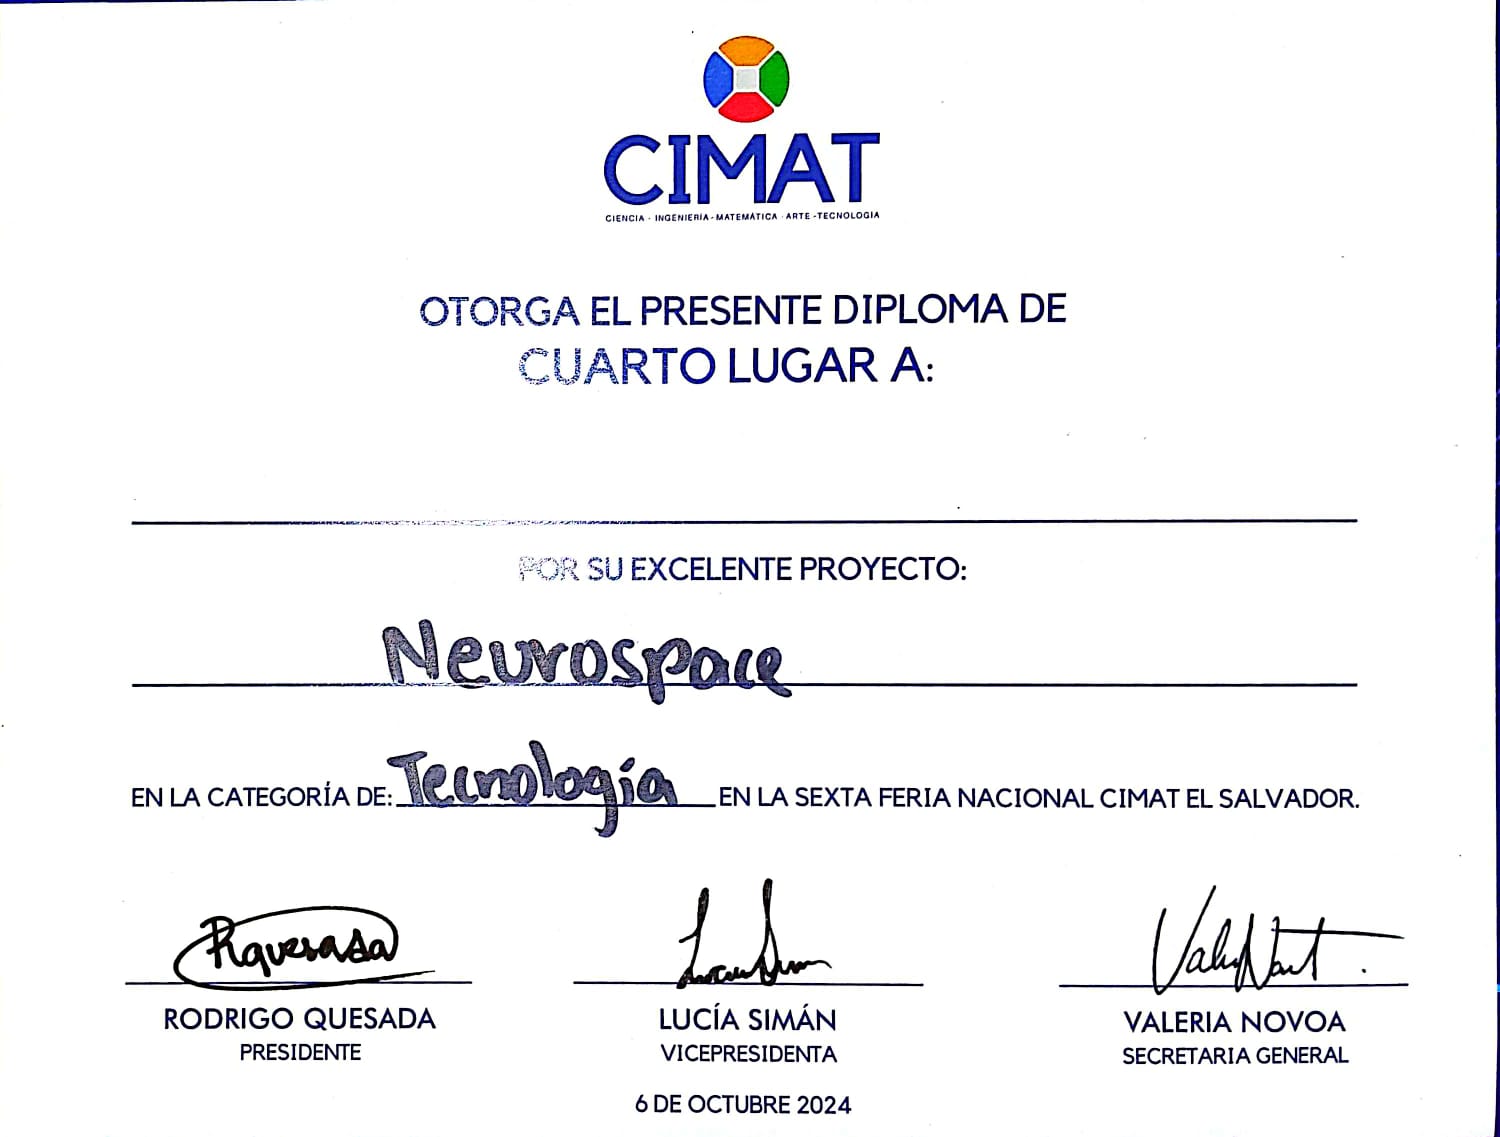 CIMAT
CIENCIA · INGENIERÍA · MATEMÁTICA · ARTE · TECNOLOGÍA
OTORGA EL PRESENTE DIPLOMA DE
CUARTO LUGAR A:
POR SU EXCELENTE PROYECTO:
Neurospace
EN LA CATEGORÍA DE: Tecnología EN LA SEXTA FERIA NACIONAL CIMAT EL SALVADOR.
RODRIGO QUESADA LUCÍA SIMÁN VALERIA NOVOA
PRESIDENTE VICEPRESIDENTA SECRETARIA GENERAL
6 DE OCTUBRE 2024